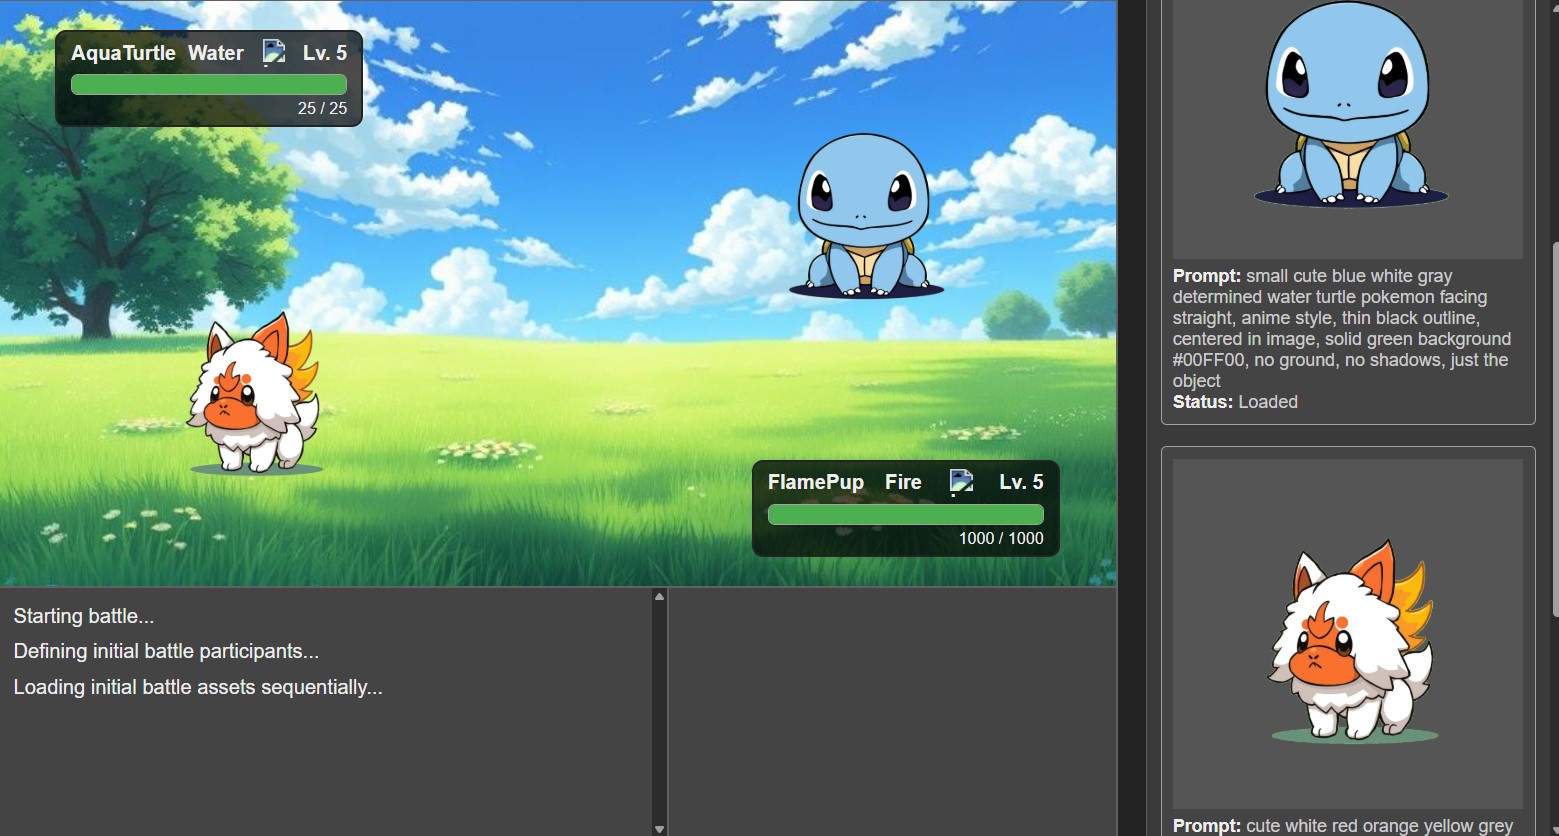 AquaTurtle Water Lv. 5
25 / 25
FlamePup Fire Lv. 5
1000 / 1000
Starting battle...
Defining initial battle participants...
Loading initial battle assets sequentially...
Prompt: small cute blue white gray
determined water turtle pokemon facing
straight, anime style, thin black outline,
centered in image, solid green background
#00FF00, no ground, no shadows, just the
object
Status: Loaded
Prompt: cute white red orange yellow grey